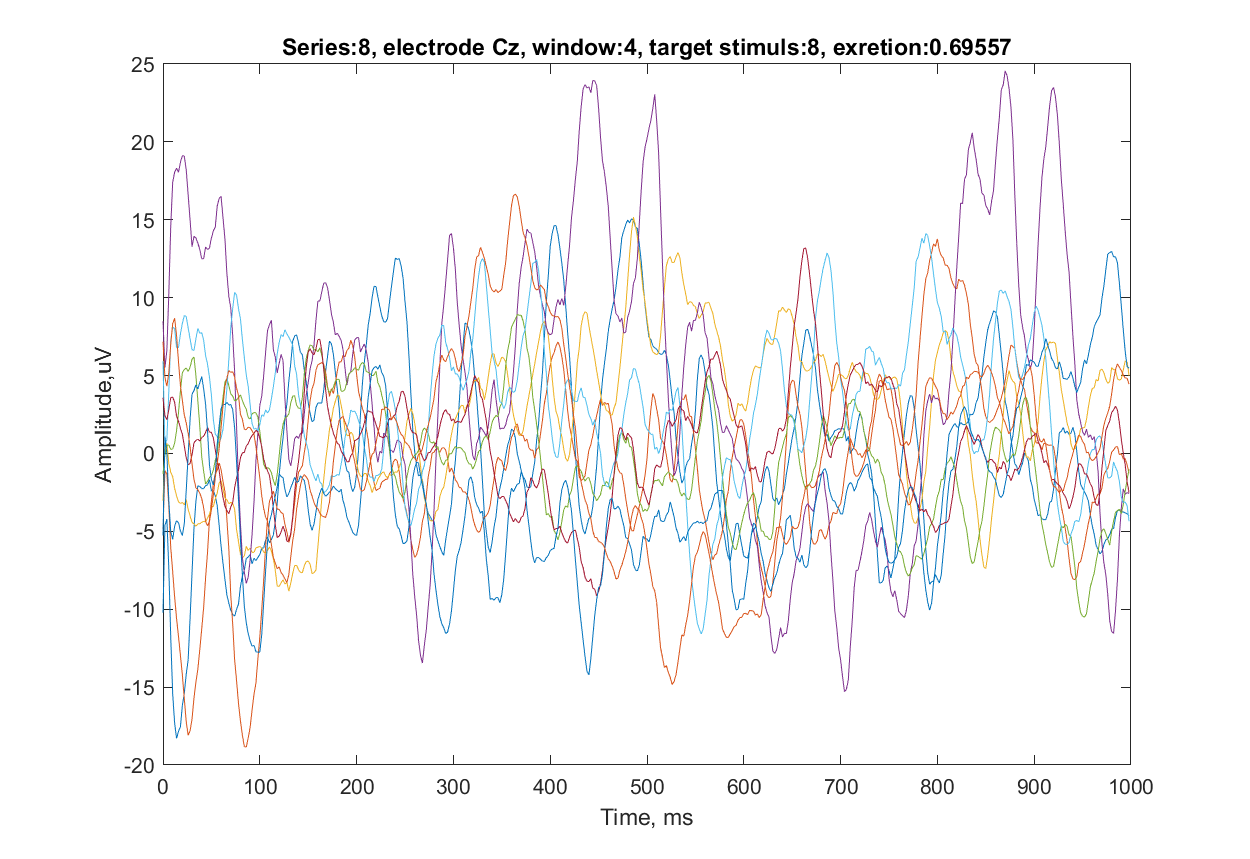 Series:8, electrode Cz, window:4, target stimuls:8, exretion:0.69557
25
20
15
10
5
0
-5
-10
-15
-20
Amplitude,uV
0 100 200 300 400 500 600 700 800 900 1000
Time, ms